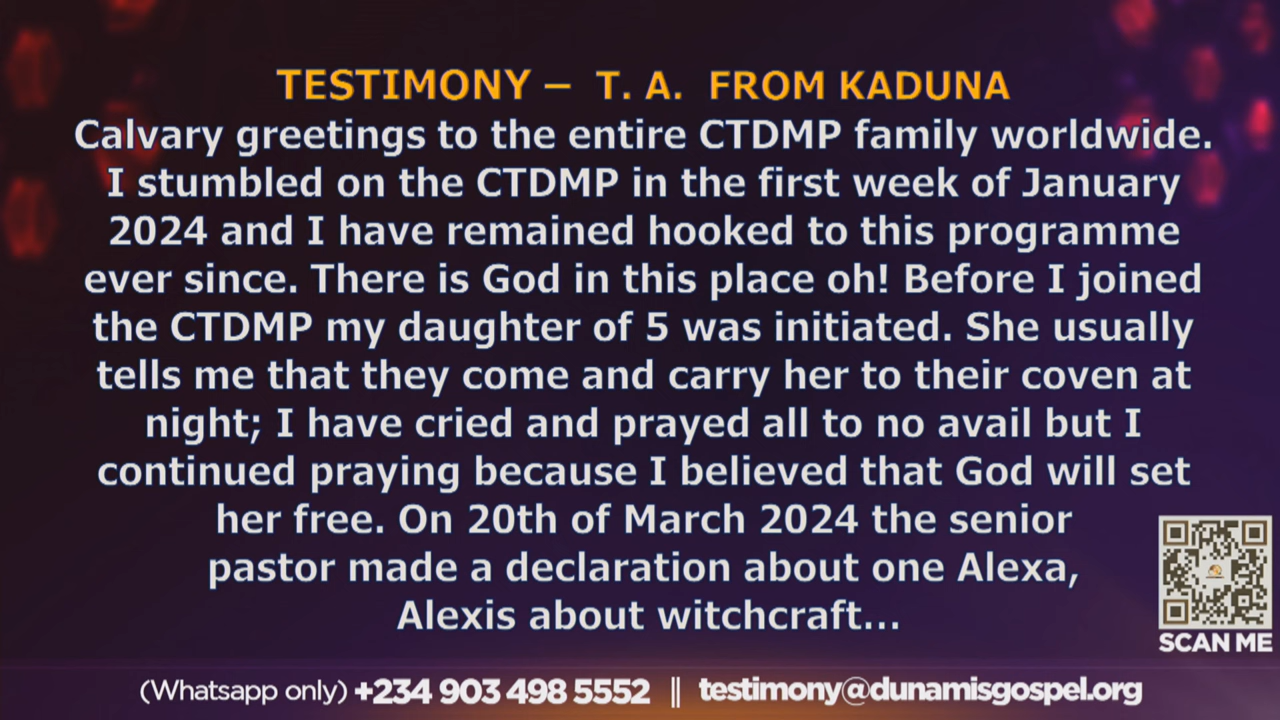 TESTIMONY – T. A. FROM KADUNA
Calvary greetings to the entire CTDMP family worldwide.
I stumbled on the CTDMP in the first week of January
2024 and I have remained hooked to this programme
ever since. There is God in this place oh! Before I joined
the CTDMP my daughter of 5 was initiated. She usually
tells me that they come and carry her to their coven at
night; I have cried and prayed all to no avail but I
continued praying because I believed that God will set
her free. On 20th of March 2024 the senior
pastor made a declaration about one Alexa,
Alexis about witchcraft...
SCAN ME
(Whatsapp only) +234 903 498 5552 || testimony@dunamisgospel.org